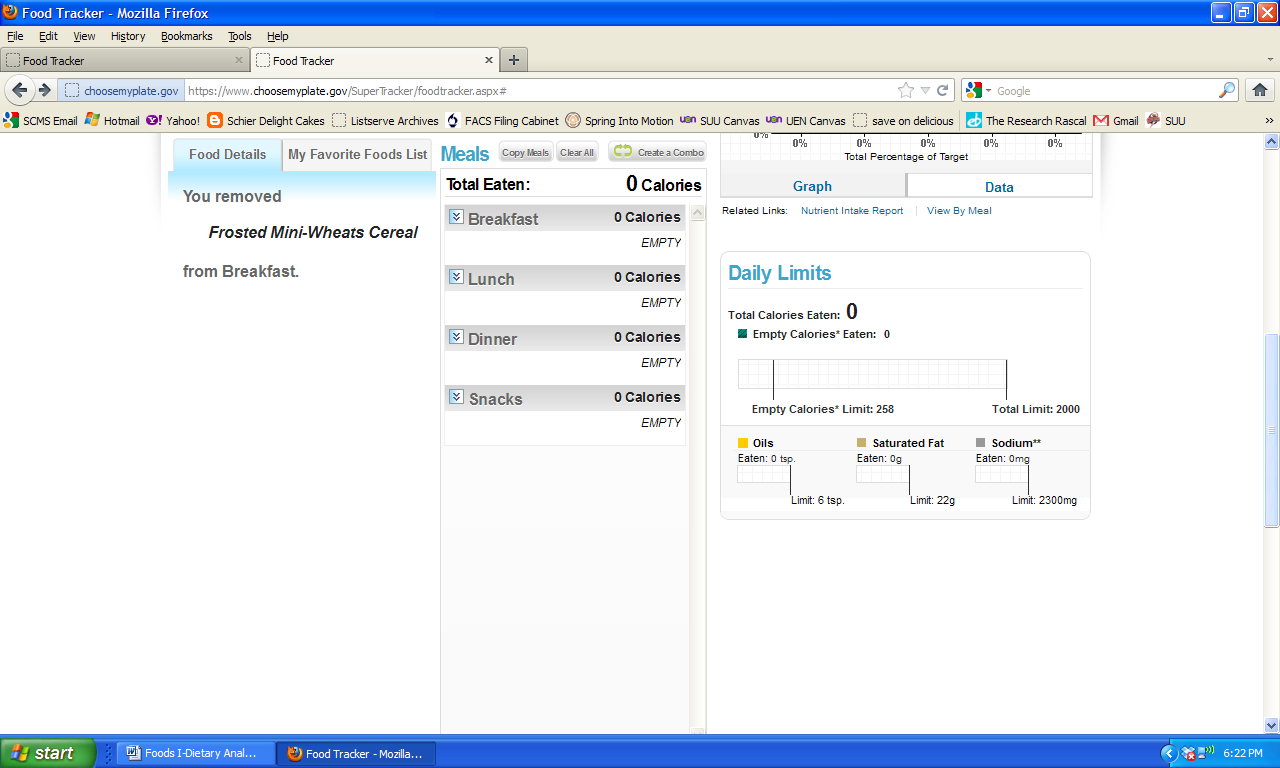 Food Tracker - Mozilla Firefox
File Edit View History Bookmarks Tools Help
Food Tracker
Food Tracker
choosemyplate.gov https://www.choosemyplate.gov/SuperTracker/foodtracker.aspx#
Google
SCMS Email Hotmail Yahoo! Schier Delight Cakes Listserve Archives FACS Filing Cabinet Spring Into Motion SUU Canvas UEN Canvas save on delicious The Research Rascal Gmail SUU »
Food Details My Favorite Foods List
You removed
Frosted Mini-Wheats Cereal
from Breakfast.
Meals Copy Meals Clear All Create a Combo
Total Eaten: 0 Calories
Breakfast 0 Calories
EMPTY
Lunch 0 Calories
EMPTY
Dinner 0 Calories
EMPTY
Snacks 0 Calories
EMPTY
0%
0% 0% 0% 0% 0%
Total Percentage of Target
Graph Data
Related Links: Nutrient Intake Report | View By Meal
Daily Limits
Total Calories Eaten: 0
Empty Calories* Eaten: 0
Empty Calories* Limit: 258 Total Limit: 2000
Oils Saturated Fat Sodium**
Eaten: 0 tsp. Eaten: 0g Eaten: 0mg
Limit: 6 tsp. Limit: 22g Limit: 2300mg
start Foods I-Dietary Anal... Food Tracker - Mozilla... 6:22 PM